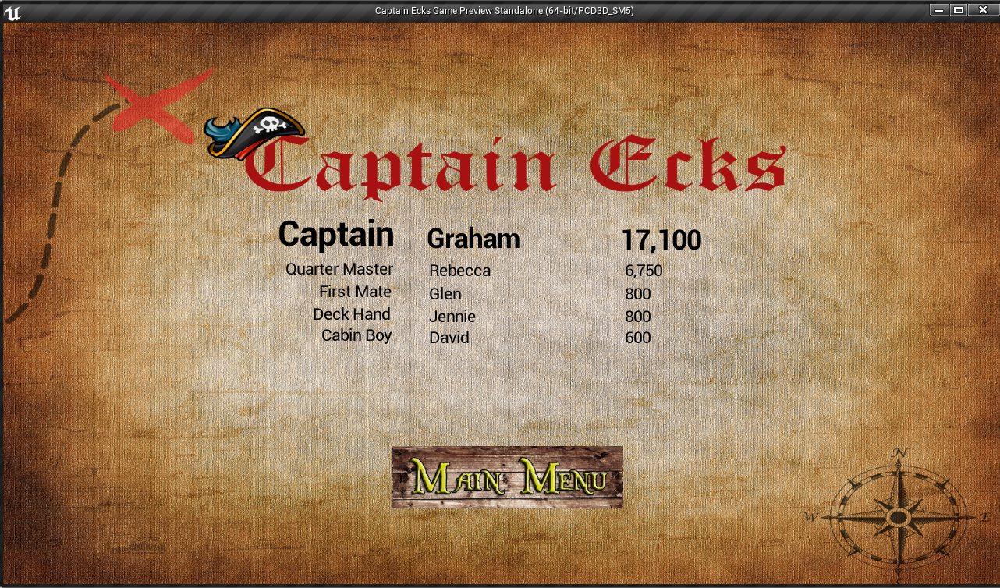 Captain Ecks Game Preview Standalone (64-bit/PCD3D_SM5)
Captain Ecks
Captain Graham 17,100
Quarter Master Rebecca 6,750
First Mate Glen 800
Deck Hand Jennie 800
Cabin Boy David 600
Main Menu
N
W E